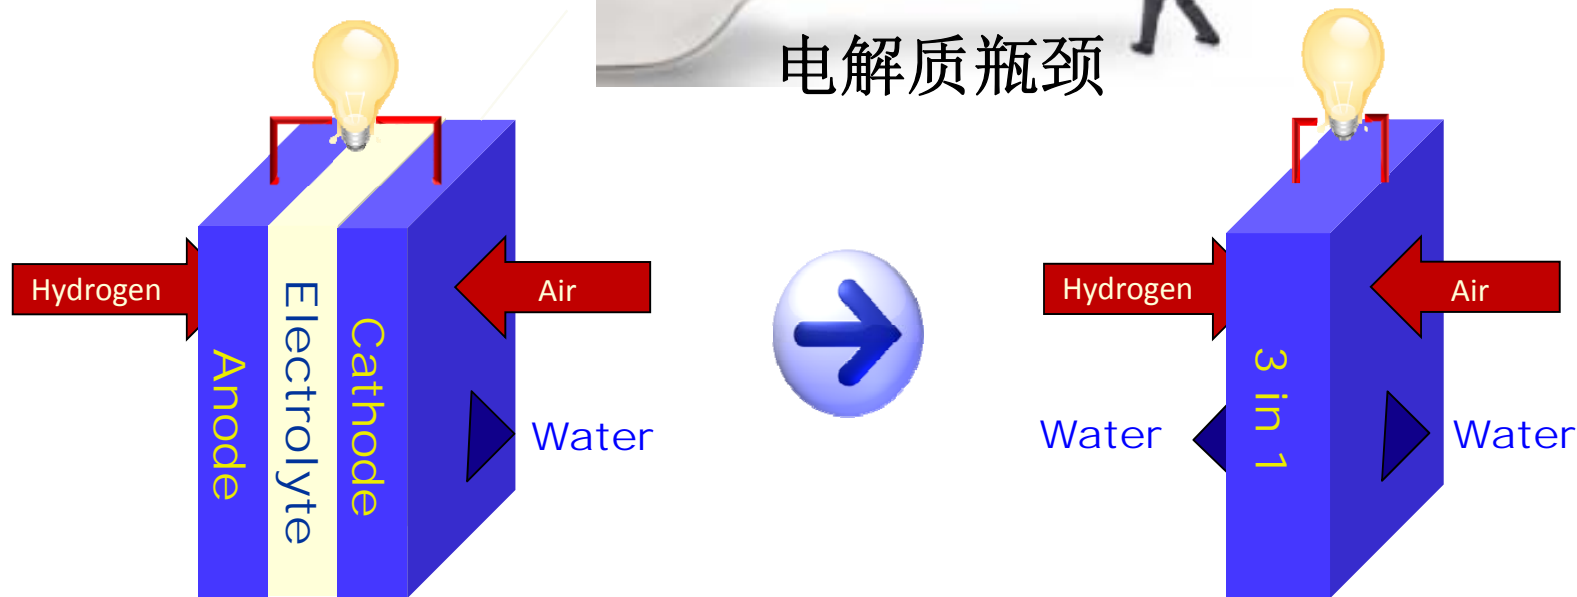 电解质瓶颈
Hydrogen
Anode
Electrolyte
Cathode
Air
Water
Hydrogen
Water
3 in 1
Air
Water